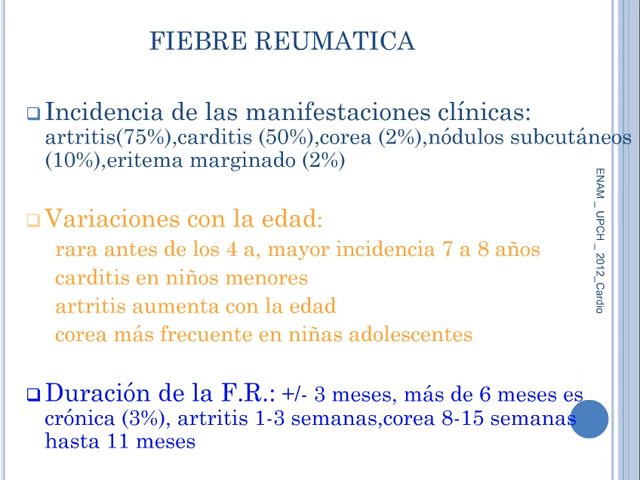 FIEBRE REUMATICA
Incidencia de las manifestaciones clínicas:
artritis(75%),carditis (50%),corea (2%),nódulos subcutáneos
(10%),eritema marginado (2%)
Variaciones con la edad:
rara antes de los 4 a, mayor incidencia 7 a 8 años
carditis en niños menores
artritis aumenta con la edad
corea más frecuente en niñas adolescentes
Duración de la F.R.: +/- 3 meses, más de 6 meses es
crónica (3%), artritis 1-3 semanas,corea 8-15 semanas
hasta 11 meses
ENAM _ UPCH _ 2012_Cardio